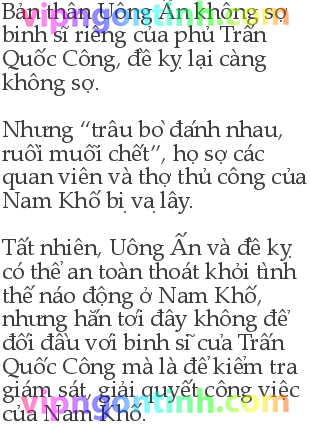 Bản thân Uông Ấn không sợ
vipngontinh.com
binh sĩ riêng của phủ Trấn
Quốc Công, đề kỵ lại càng
không sợ.
Nhưng “trâu bò đánh nhau,
ruồi muỗi chết”, họ sợ các
quan viên và thợ thủ công của
Nam Khố bị vạ lây.
Tất nhiên, Uông Ấn và đề kỵ
có thể an toàn thoát khỏi tình
thế náo động ở Nam Khố,
nhưng hắn tới đây không để
đối đầu với binh sĩ của Trấn
Quốc Công mà là để kiểm tra
giám sát, giải quyết công việc
vipngontinh.com
của Nam Khố.